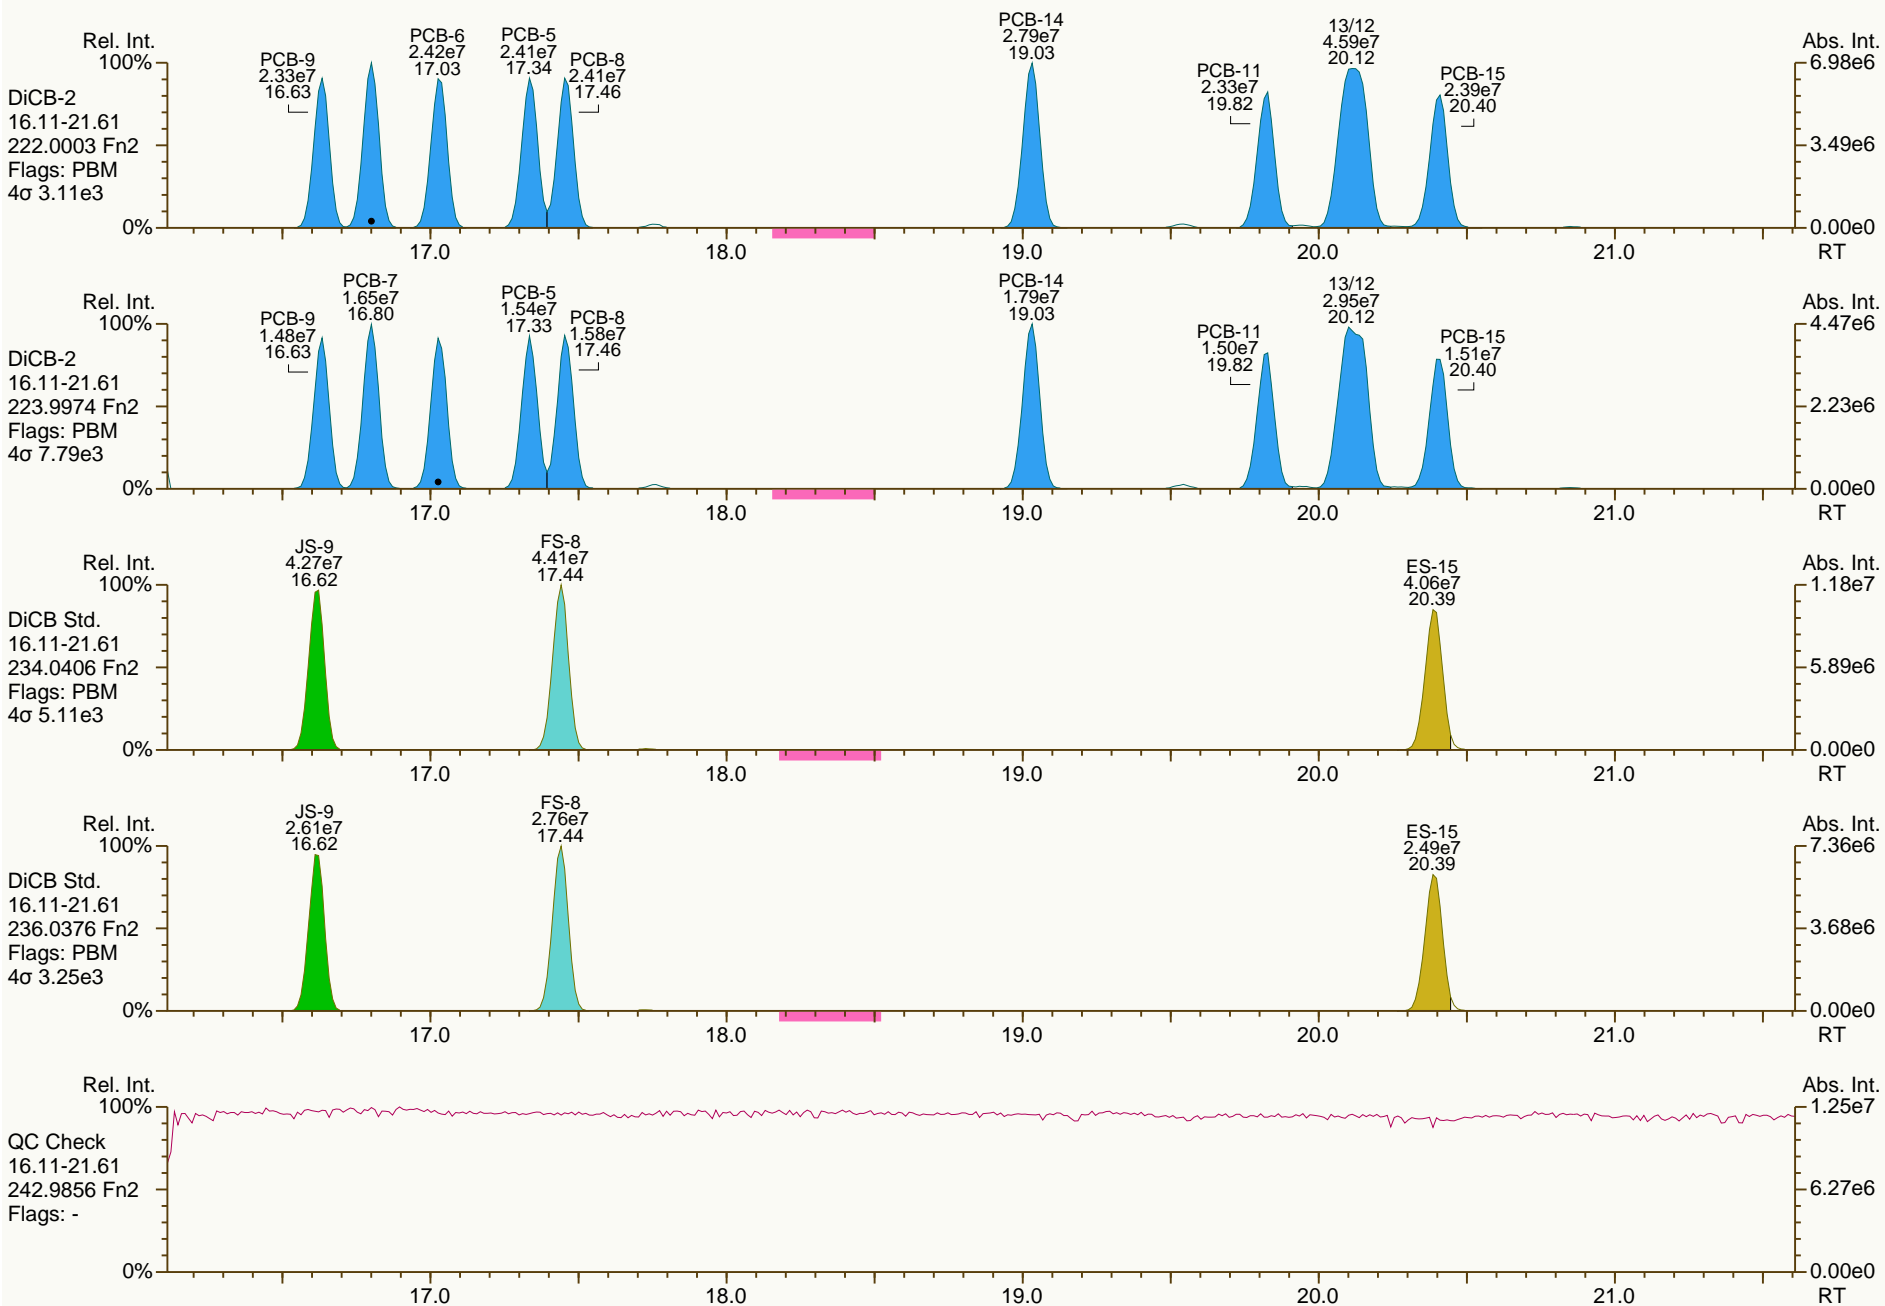 Rel. Int.
100%
0%
DiCB-2
16.11-21.61
222.0003 Fn2
Flags: PBM
4σ 3.11e3
PCB-9
2.33e7
16.63
PCB-6
2.42e7
17.03
PCB-5
2.41e7
17.34
PCB-8
2.41e7
17.46
PCB-14
2.79e7
19.03
PCB-11
2.33e7
19.82
13/12
4.59e7
20.12
PCB-15
2.39e7
20.40
Abs. Int.
6.98e6
3.49e6
0.00e0
17.0 18.0 19.0 20.0 21.0 RT
Rel. Int.
100%
0%
DiCB-2
16.11-21.61
223.9974 Fn2
Flags: PBM
4σ 7.79e3
PCB-9
1.48e7
16.63
PCB-7
1.65e7
16.80
PCB-5
1.54e7
17.33
PCB-8
1.58e7
17.46
PCB-14
1.79e7
19.03
PCB-11
1.50e7
19.82
13/12
2.95e7
20.12
PCB-15
1.51e7
20.40
Abs. Int.
4.47e6
2.23e6
0.00e0
17.0 18.0 19.0 20.0 21.0 RT
Rel. Int.
100%
0%
DiCB Std.
16.11-21.61
234.0406 Fn2
Flags: PBM
4σ 5.11e3
JS-9
4.27e7
16.62
FS-8
4.41e7
17.44
ES-15
4.06e7
20.39
Abs. Int.
1.18e7
5.89e6
0.00e0
17.0 18.0 19.0 20.0 21.0 RT
Rel. Int.
100%
0%
DiCB Std.
16.11-21.61
236.0376 Fn2
Flags: PBM
4σ 3.25e3
JS-9
2.61e7
16.62
FS-8
2.76e7
17.44
ES-15
2.49e7
20.39
Abs. Int.
7.36e6
3.68e6
0.00e0
17.0 18.0 19.0 20.0 21.0 RT
Rel. Int.
100%
0%
QC Check
16.11-21.61
242.9856 Fn2
Flags: -
Abs. Int.
1.25e7
6.27e6
0.00e0
17.0 18.0 19.0 20.0 21.0 RT